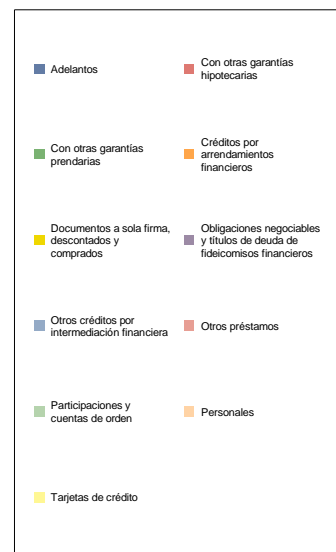 Adelantos
Con otras garantías
hipotecarias
Con otras garantías
prendarias
Créditos por
arrendamientos
financieros
Documentos a sola firma,
descontados y
comprados
Obligaciones negociables
y títulos de deuda de
fideicomisos financieros
Otros créditos por
intermediación financiera
Otros préstamos
Participaciones y
cuentas de orden
Personales
Tarjetas de crédito